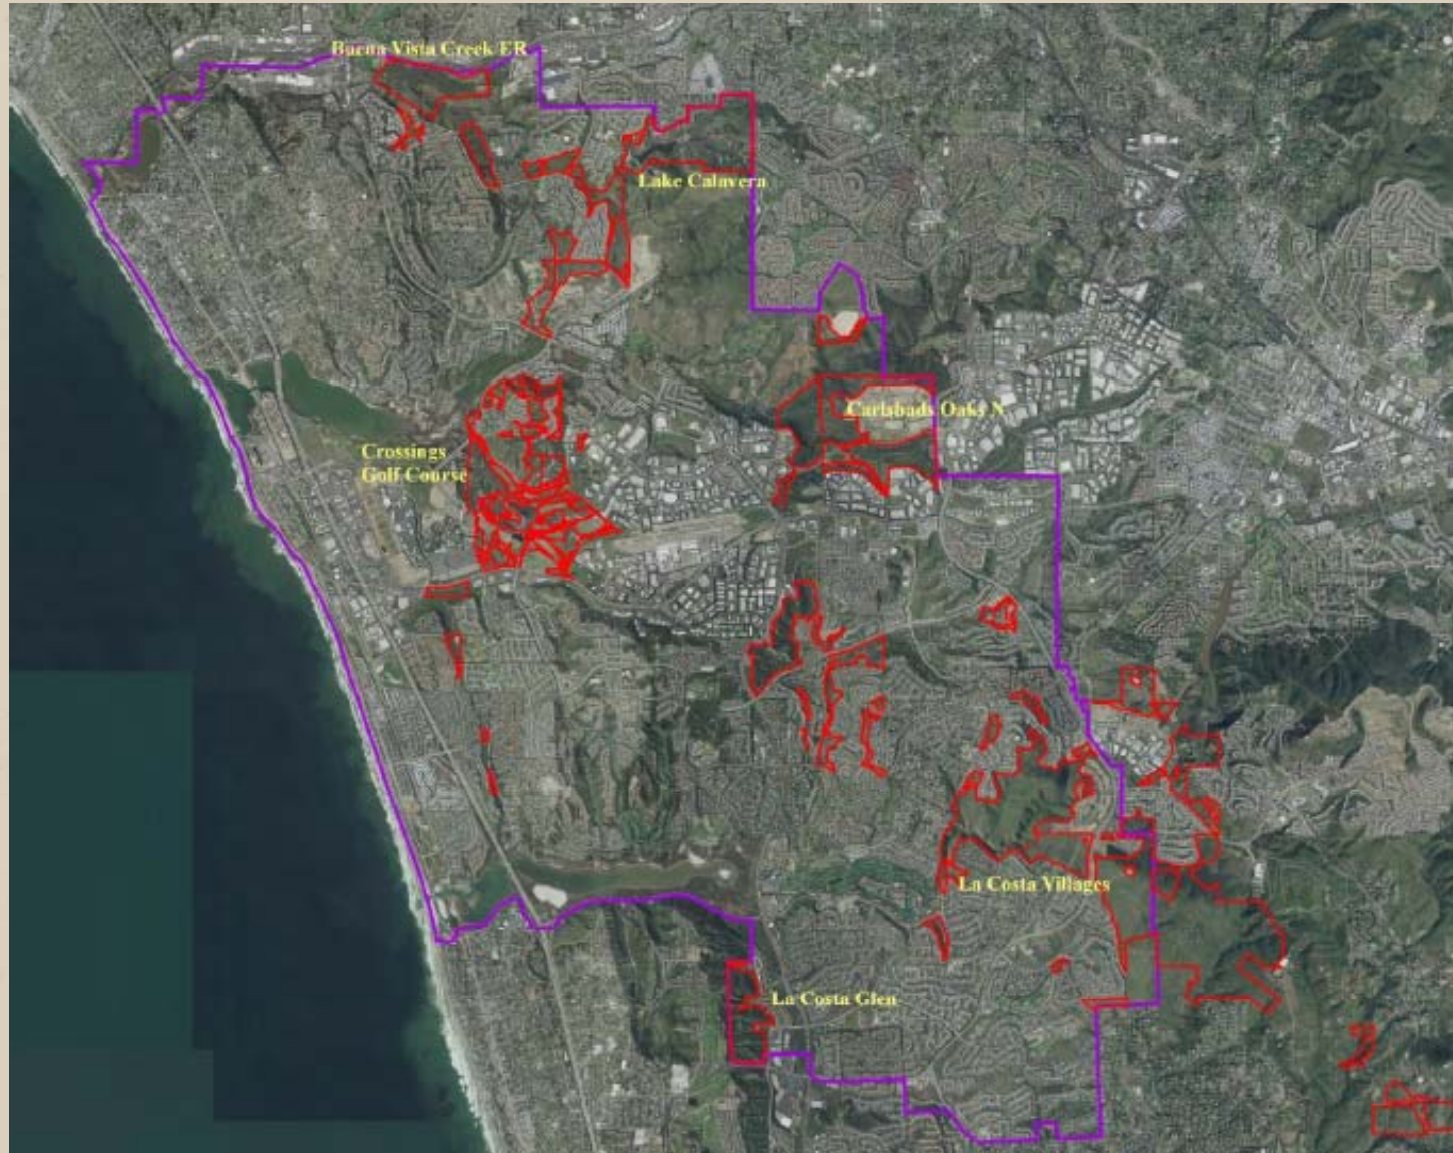 Buena Vista Creek ER
Lake Calavera
Carlsbads Oaks N
Crossings
Golf Course
La Costa Villages
La Costa Glen